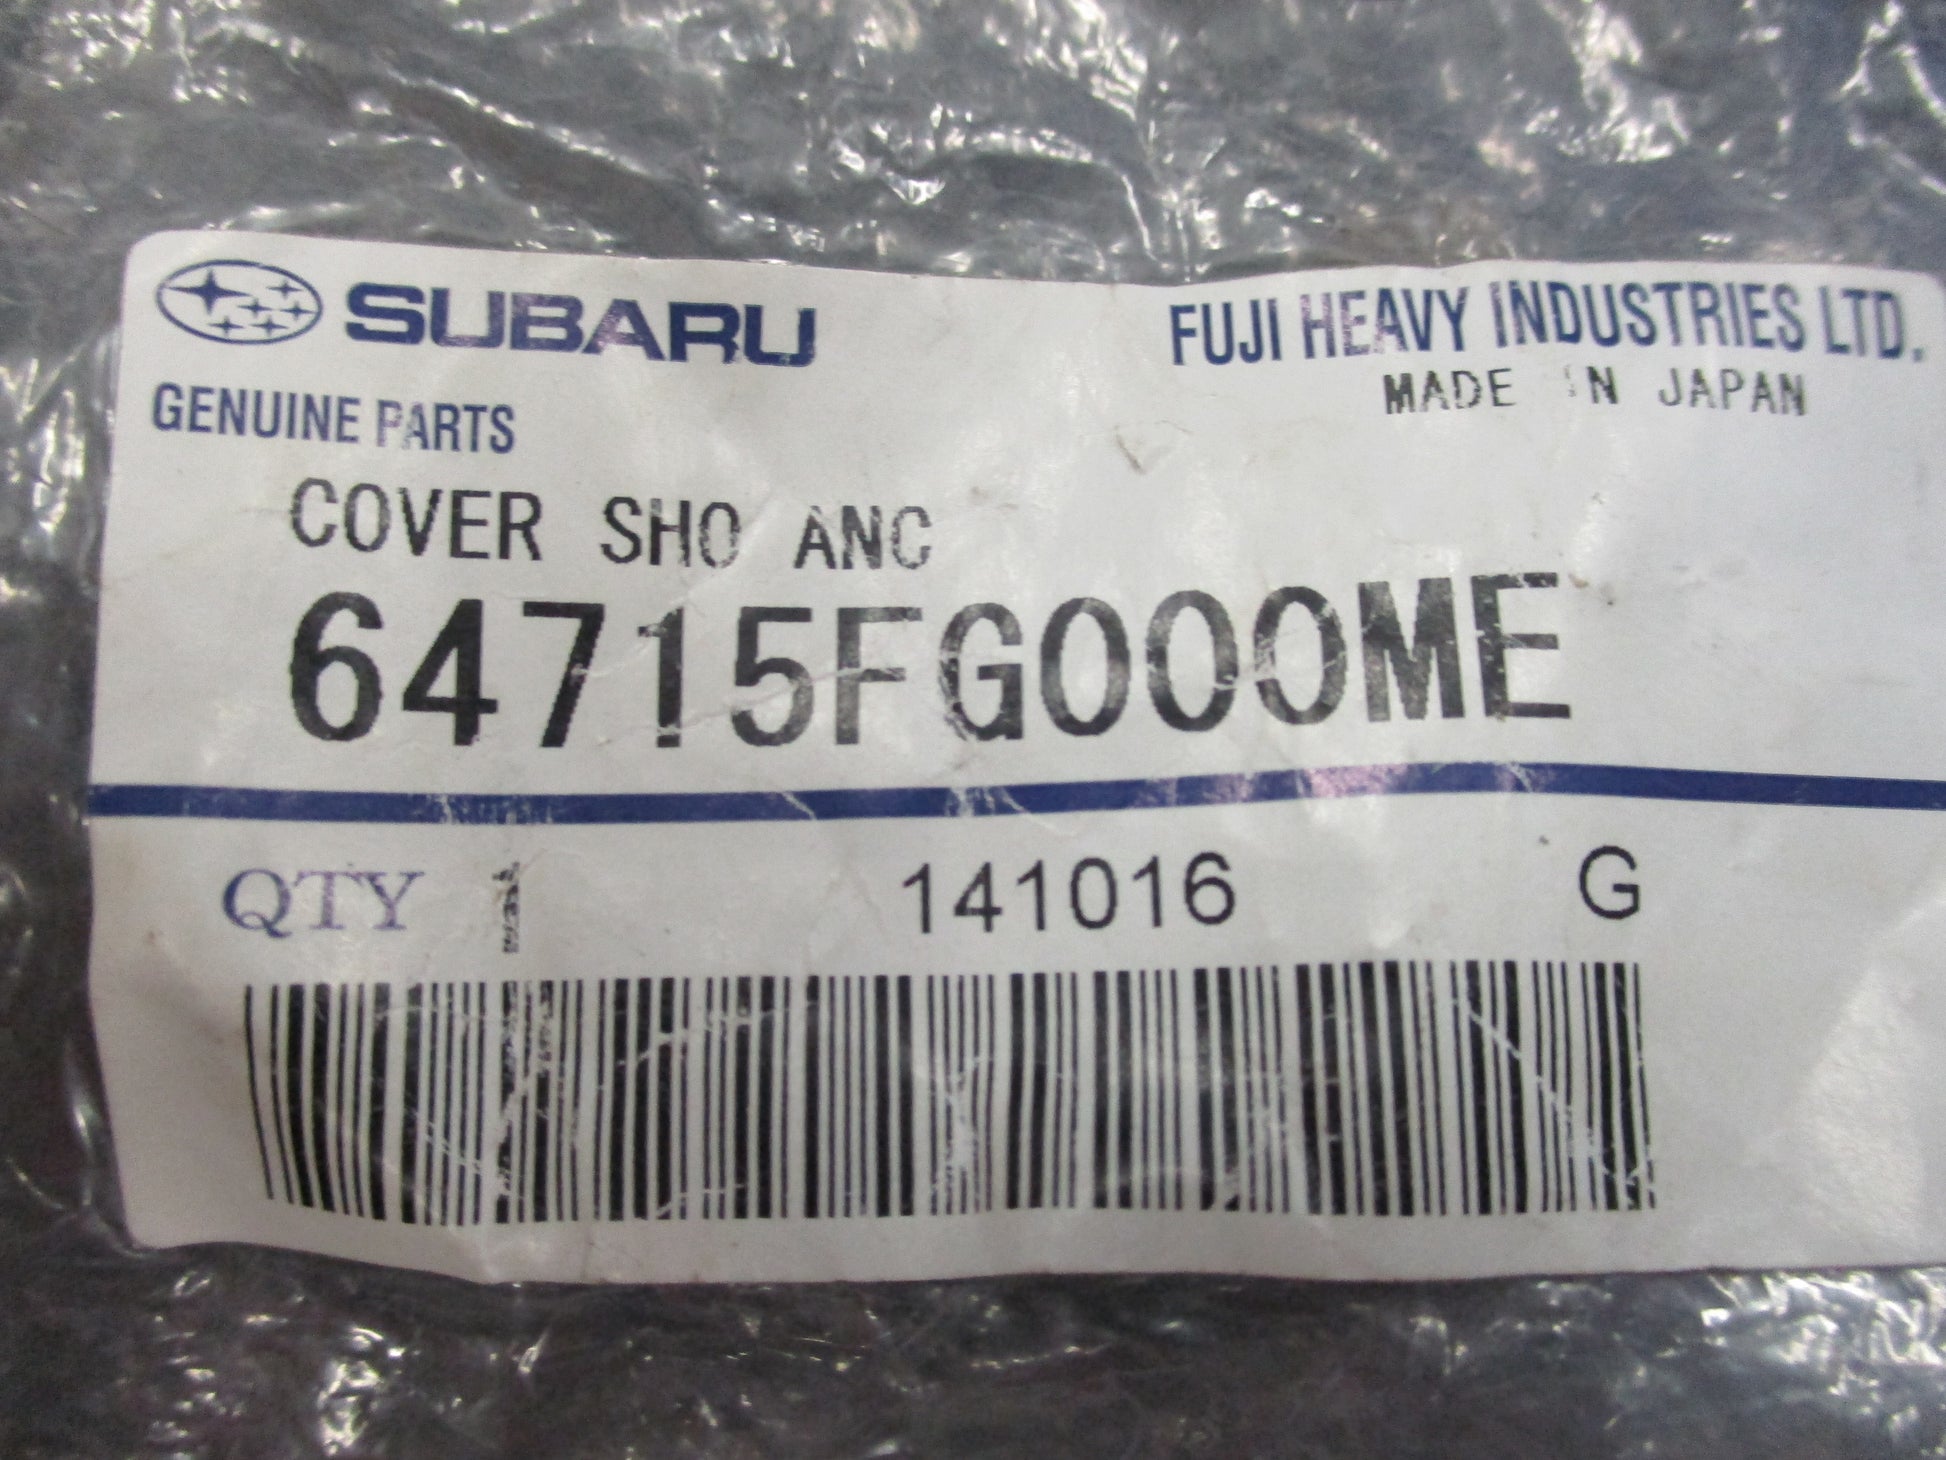 SUBARU
FUJI HEAVY INDUSTRIES LTD.
MADE IN JAPAN
GENUINE PARTS
COVER SHO ANC
64715FG000ME
QTY 1 141016 G